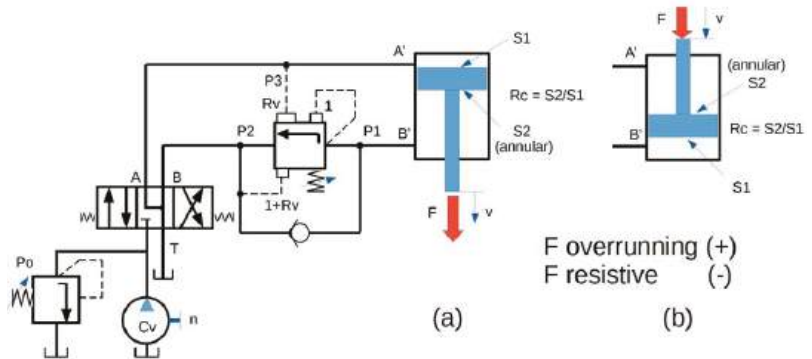 F
v
A'
S1
A'
(annular)
P3
S2
Rv
1
Rc = S2/S1
P2
P1
B'
S2
(annular)
B'
Rc = S2/S1
S1
A
B
1+Rv
F
v
T
Po
Cv
n
(a)
F overrunning (+)
F resistive (-)
(b)